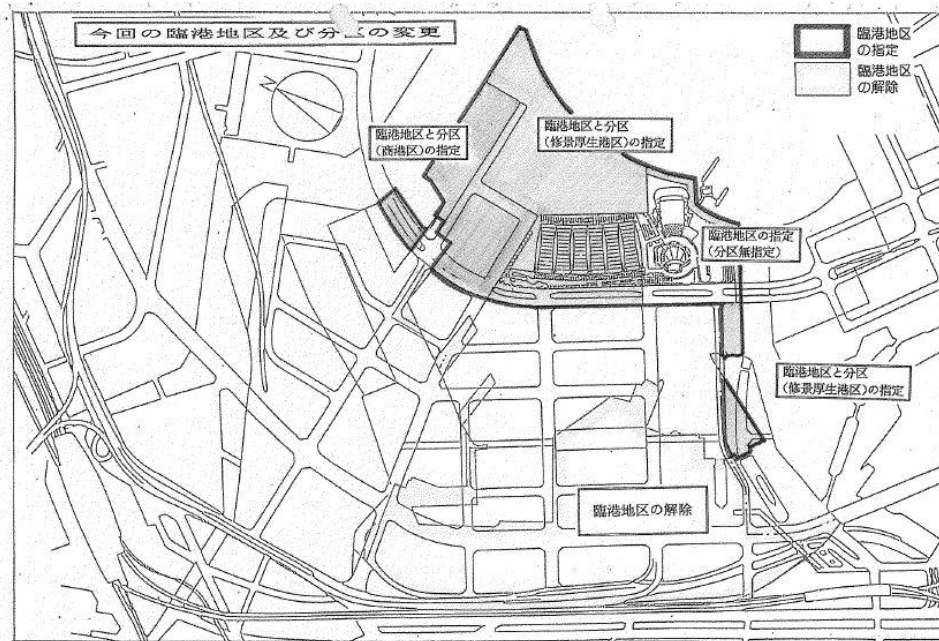 今回の臨港地区及び分区の変更
臨港地区
の指定
臨港地区
の解除
臨港地区と分区
(商港区)の指定
臨港地区と分区
(修景厚生港区)の指定
臨港地区の指定
(分区無指定)
臨港地区と分区
(修景厚生港区)の指定
臨港地区の解除